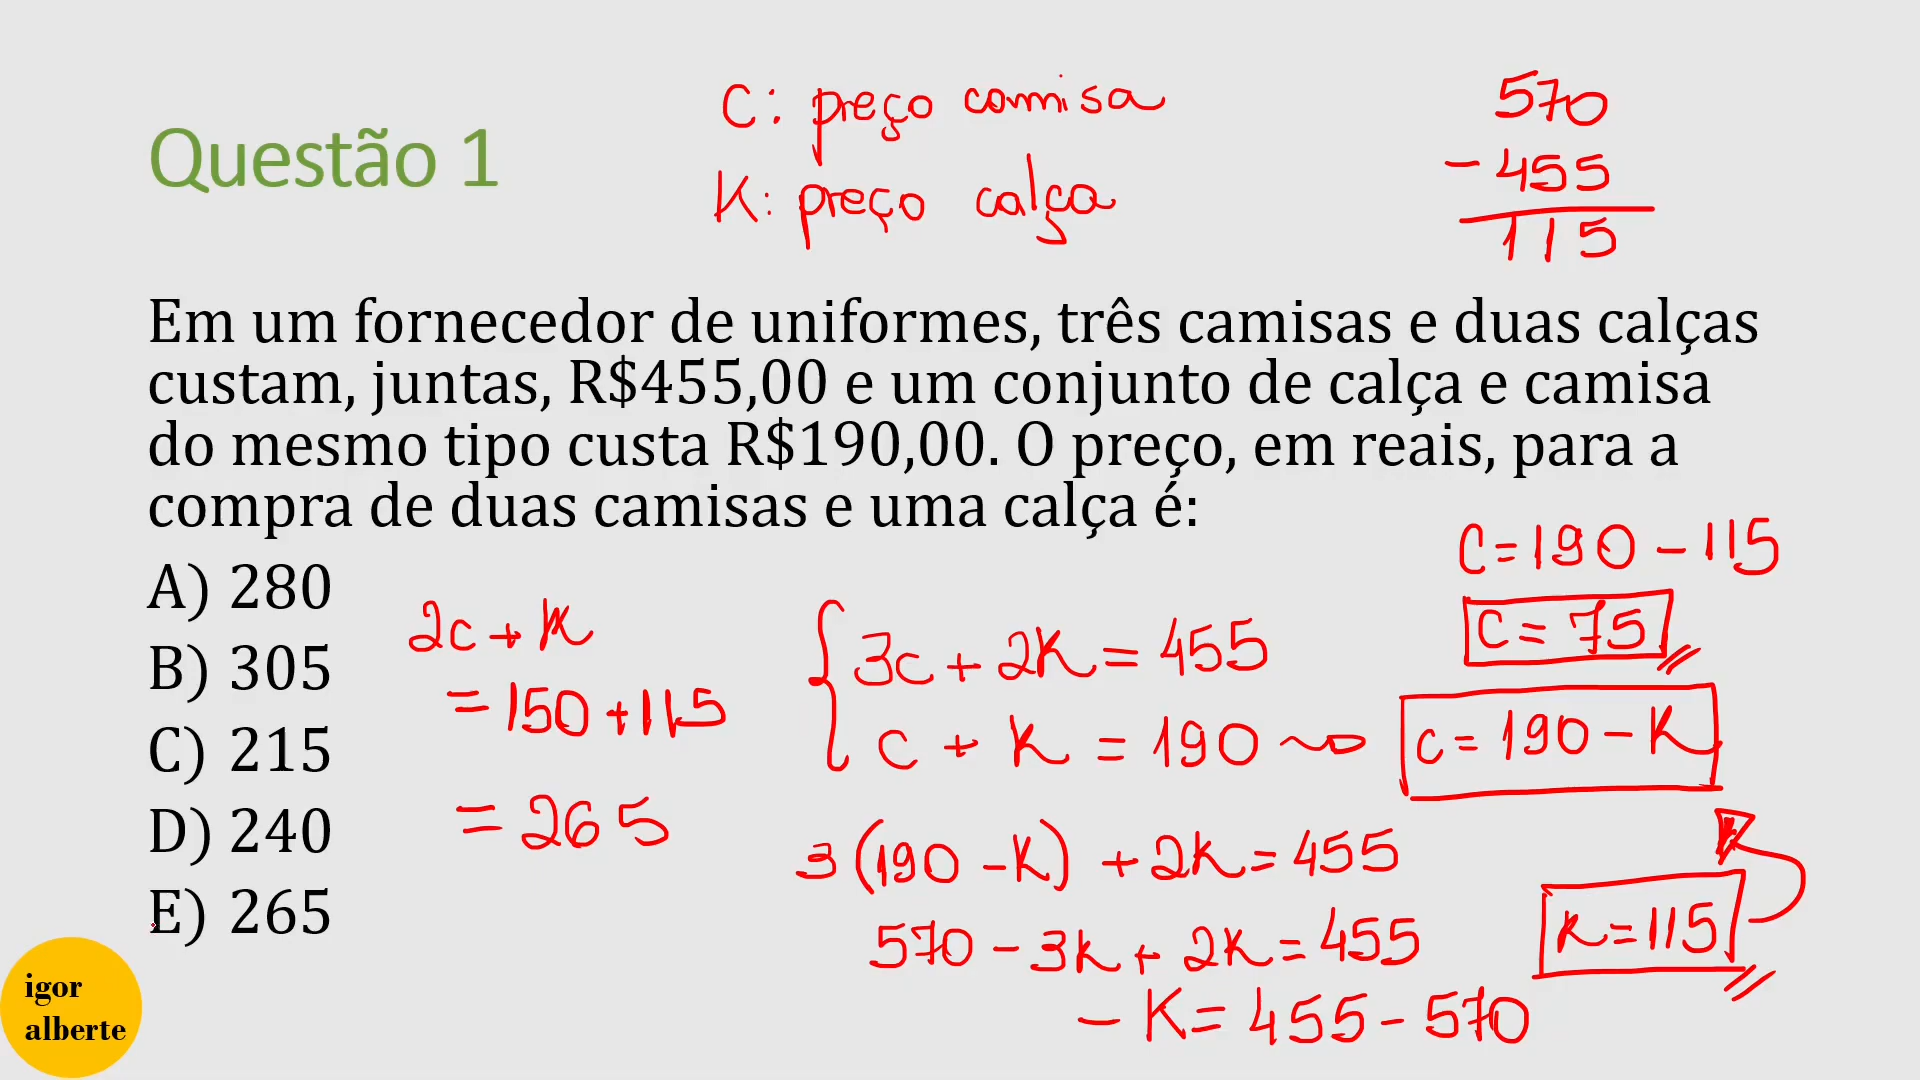 Questão 1
C: preço camisa
K: preço calça
570
- 455
115
Em um fornecedor de uniformes, três camisas e duas calças
custam, juntas, R$455,00 e um conjunto de calça e camisa
do mesmo tipo custa R$190,00. O preço, em reais, para a
compra de duas camisas e uma calça é:
A) 280
B) 305
C) 215
D) 240
E) 265
2c + K
= 150 + 115
= 265
3c + 2K = 455
c + K = 190
c = 190 - K
3(190 - K) + 2K = 455
570 - 3K + 2K = 455
- K = 455 - 570
K = 115
C = 190 - 115
C = 75
igor
alberte